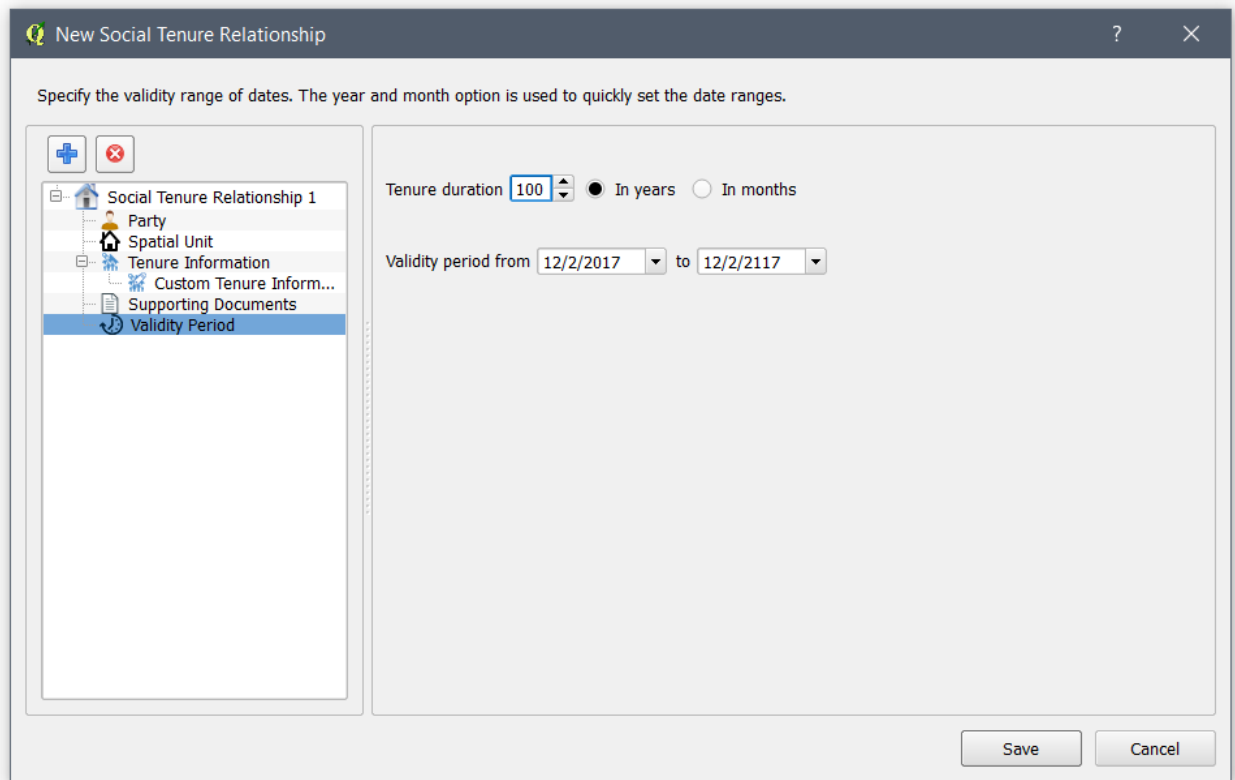 New Social Tenure Relationship
Specify the validity range of dates. The year and month option is used to quickly set the date ranges.
Social Tenure Relationship 1
Party
Spatial Unit
Tenure Information
Custom Tenure Inform...
Supporting Documents
Validity Period
Tenure duration 100 In years In months
Validity period from 12/2/2017 to 12/2/2117
Save Cancel